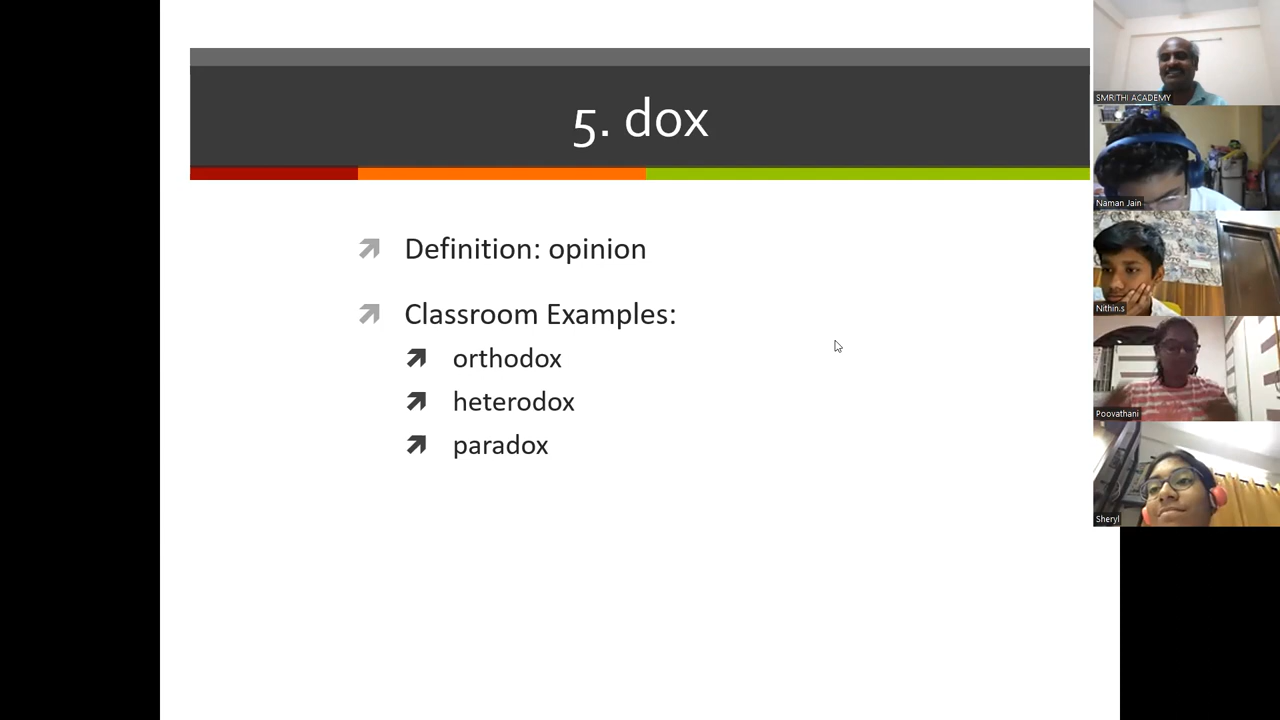 5. dox
Definition: opinion
Classroom Examples:
orthodox
heterodox
paradox
SMRITHI ACADEMY
Naman Jain
Nithin.s
Poovathani
Sheryl